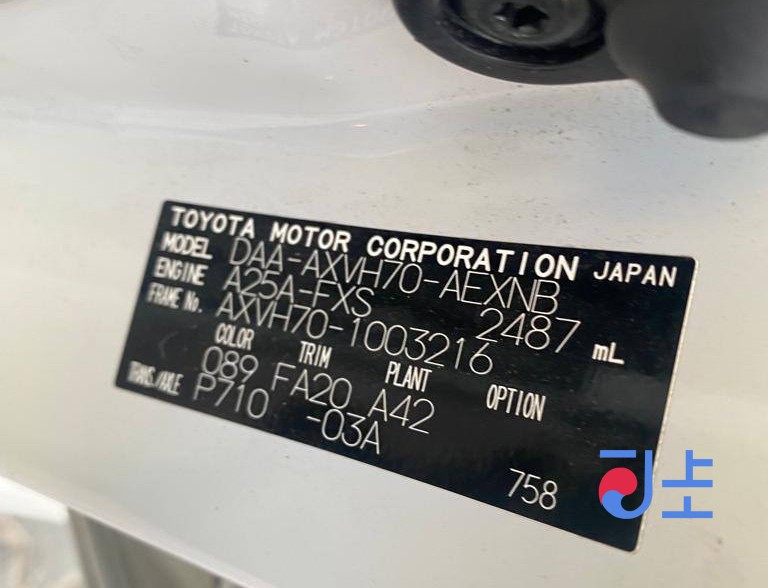 TOYOTA MOTOR CORPORATION JAPAN
MODEL DAA-AXVH70-AEXNB
ENGINE A25A-FXS 2487 mL
FRAME No. AXVH70-1003216
COLOR TRIM PLANT OPTION
089 FA20 A42
TRANS./AXLE P710 -03A
758